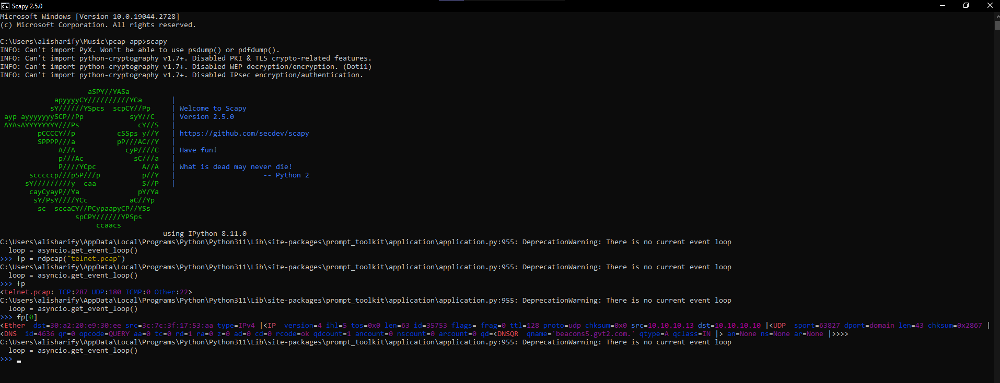 Scapy 2.5.0
Microsoft Windows [Version 10.0.19044.2728]
(c) Microsoft Corporation. All rights reserved.
C:\Users\alisharify\Music\pcap-app>scapy
INFO: Can't import PyX. Won't be able to use psdump() or pdfdump().
INFO: Can't import python-cryptography v1.7+. Disabled PKI & TLS crypto-related features.
INFO: Can't import python-cryptography v1.7+. Disabled WEP decryption/encryption. (Dot11)
INFO: Can't import python-cryptography v1.7+. Disabled IPsec encryption/authentication.
                     aSPY//YASa
             apyyyyCY//////////YCa       |
            sY//////YSpcs  scpCY//Pp     | Welcome to Scapy
 ayp ayyyyyyySCP//Pp           syY//C    | Version 2.5.0
 AYAsAYYYYYYYY///Ps              cY//S   |
         pCCCCY//p          cSSps y//Y   | https://github.com/secdev/scapy
         SPPPP///a          pP///AC//Y   |
              A//A            cyP////C   | Have fun!
              p///Ac            sC///a   |
              P////YCpc           A//A   | What is dead may never die!
       scccccp///pSP///p          p//Y   |                     -- Python 2
      sY/////////y  caa           S//P   |
       cayCyayP//Ya              pY/Ya
        sY/PsY////YCc          aC//Yp
         sc  sccaCY//PCypaapyCP//YSs
                  spCPY//////YPSps
                       ccaacs
                                       using IPython 8.11.0
C:\Users\alisharify\AppData\Local\Programs\Python\Python311\Lib\site-packages\prompt_toolkit\application\application.py:955: DeprecationWarning: There is no current event loop
  loop = asyncio.get_event_loop()
>>> fp = rdpcap("telnet.pcap")
C:\Users\alisharify\AppData\Local\Programs\Python\Python311\Lib\site-packages\prompt_toolkit\application\application.py:955: DeprecationWarning: There is no current event loop
  loop = asyncio.get_event_loop()
>>> fp
<telnet.pcap: TCP:287 UDP:180 ICMP:0 Other:22>
C:\Users\alisharify\AppData\Local\Programs\Python\Python311\Lib\site-packages\prompt_toolkit\application\application.py:955: DeprecationWarning: There is no current event loop
  loop = asyncio.get_event_loop()
>>> fp[0]
<Ether  dst=30:a2:20:e9:30:ee src=3c:7c:3f:17:53:aa type=IPv4 |<IP  version=4 ihl=5 tos=0x0 len=63 id=35753 flags= frag=0 ttl=128 proto=udp chksum=0x0 src=10.10.10.13 dst=10.10.10.10 |<UDP  sport=63827 dport=domain len=43 chksum=0x2867 |
<DNS  id=4636 qr=0 opcode=QUERY aa=0 tc=0 rd=1 ra=0 z=0 ad=0 cd=0 rcode=ok qdcount=1 ancount=0 nscount=0 arcount=0 qd=<DNSQR  qname='beacons5.gvt2.com.' qtype=A qclass=IN |> an=None ns=None ar=None |>>>>
C:\Users\alisharify\AppData\Local\Programs\Python\Python311\Lib\site-packages\prompt_toolkit\application\application.py:955: DeprecationWarning: There is no current event loop
  loop = asyncio.get_event_loop()
>>>